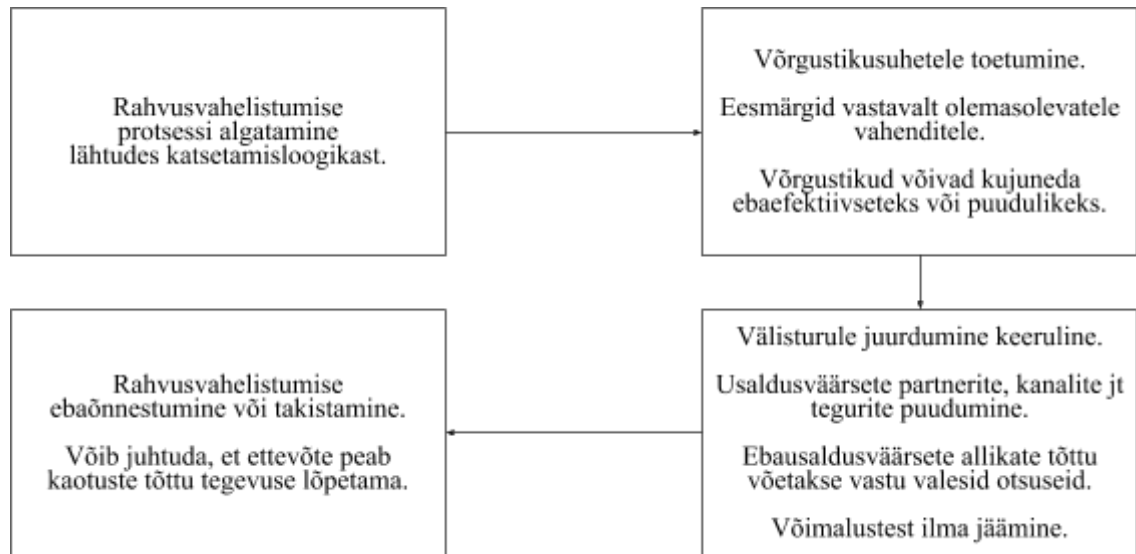 Rahvusvahelistumise
protsessi algatamine
lähtudes katsetamisloogikast.
Võrgustikusuhetele toetumine.
Eesmärgid vastavalt olemasolevatele
vahenditele.
Võrgustikud võivad kujuneda
ebaefektiivseteks või puudulikeks.
Välisturule juurdumine keeruline.
Usaldusväärsete partnerite, kanalite jt
tegurite puudumine.
Ebausaldusväärsete allikate tõttu
võetakse vastu valesid otsuseid.
Võimalustest ilma jäämine.
Rahvusvahelistumise
ebaõnnestumine või takistamine.
Võib juhtuda, et ettevõte peab
kaotuste tõttu tegevuse lõpetama.